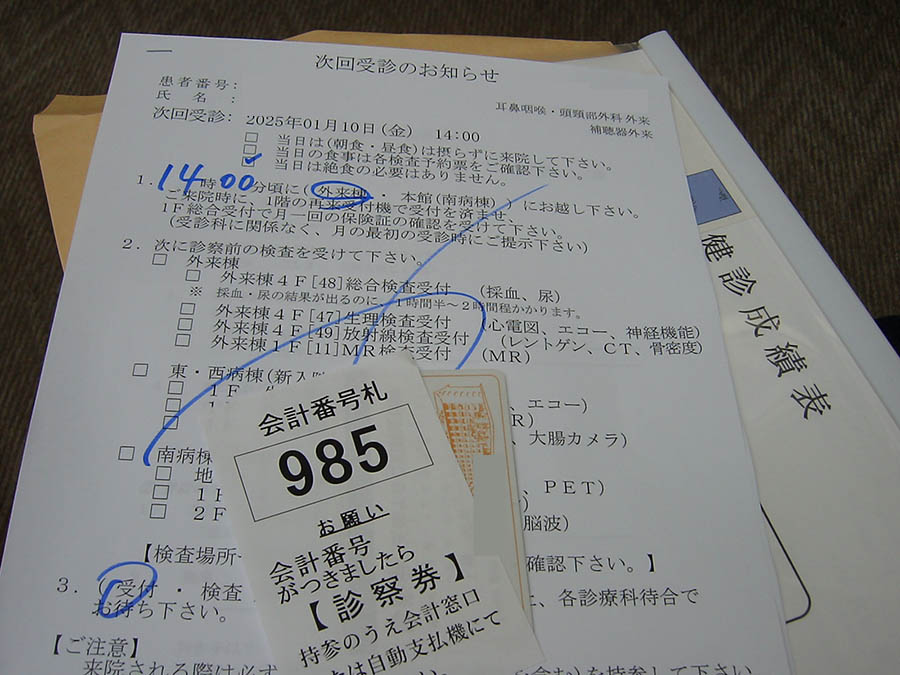 次回受診のお知らせ
患者番号:
氏 名 :
耳鼻咽喉・頭頸部外科 外来
補聴器外来
次回受診: 2025年01月10日(金) 14:00
□ 当日は(朝食・昼食)は摂らずに来院して下さい。
□ 当日の食事は各検査予約票をご確認下さい。
□ 当日は絶食の必要はありません。
1. 14時00分頃に( 外来棟 ・ 本館(南病棟) )にお越し下さい。
ご来院時に、1階の再来受付機で受付を済ませ、
1F総合受付で月一回の保険証の確認を受けて下さい。
(受診科に関係なく、月の最初の受診時にご提示下さい)
2. 次に診察前の検査を受けて下さい。
□ 外来棟
□ 外来棟4F[48]総合検査受付 (採血、尿)
※ 採血・尿の結果が出るのに、1時間半~2時間程かかります。
□ 外来棟4F[47]生理検査受付 (心電図、エコー、神経機能)
□ 外来棟4F[49]放射線検査受付 (レントゲン、CT、骨密度)
□ 外来棟1F[11]MR検査受付 (MR)
□ 東・西病棟(新入
□ 1F
、エコー)
□
R)
□
、大腸カメラ)
□ 南病棟
□ 地
、PET)
□ 1F
□ 2F
脳波)
【検査場所
確認下さい。】
3. (受付 ・ 検査
、各診療科待合で
お待ち下さい。
【ご注意】
来院される際は必ず
を持参して下さい
会計番号札
985
お願い
会計番号
がつきましたら
【診察券】
持参のうえ会計窓口
または自動支払機にて
健診成績表